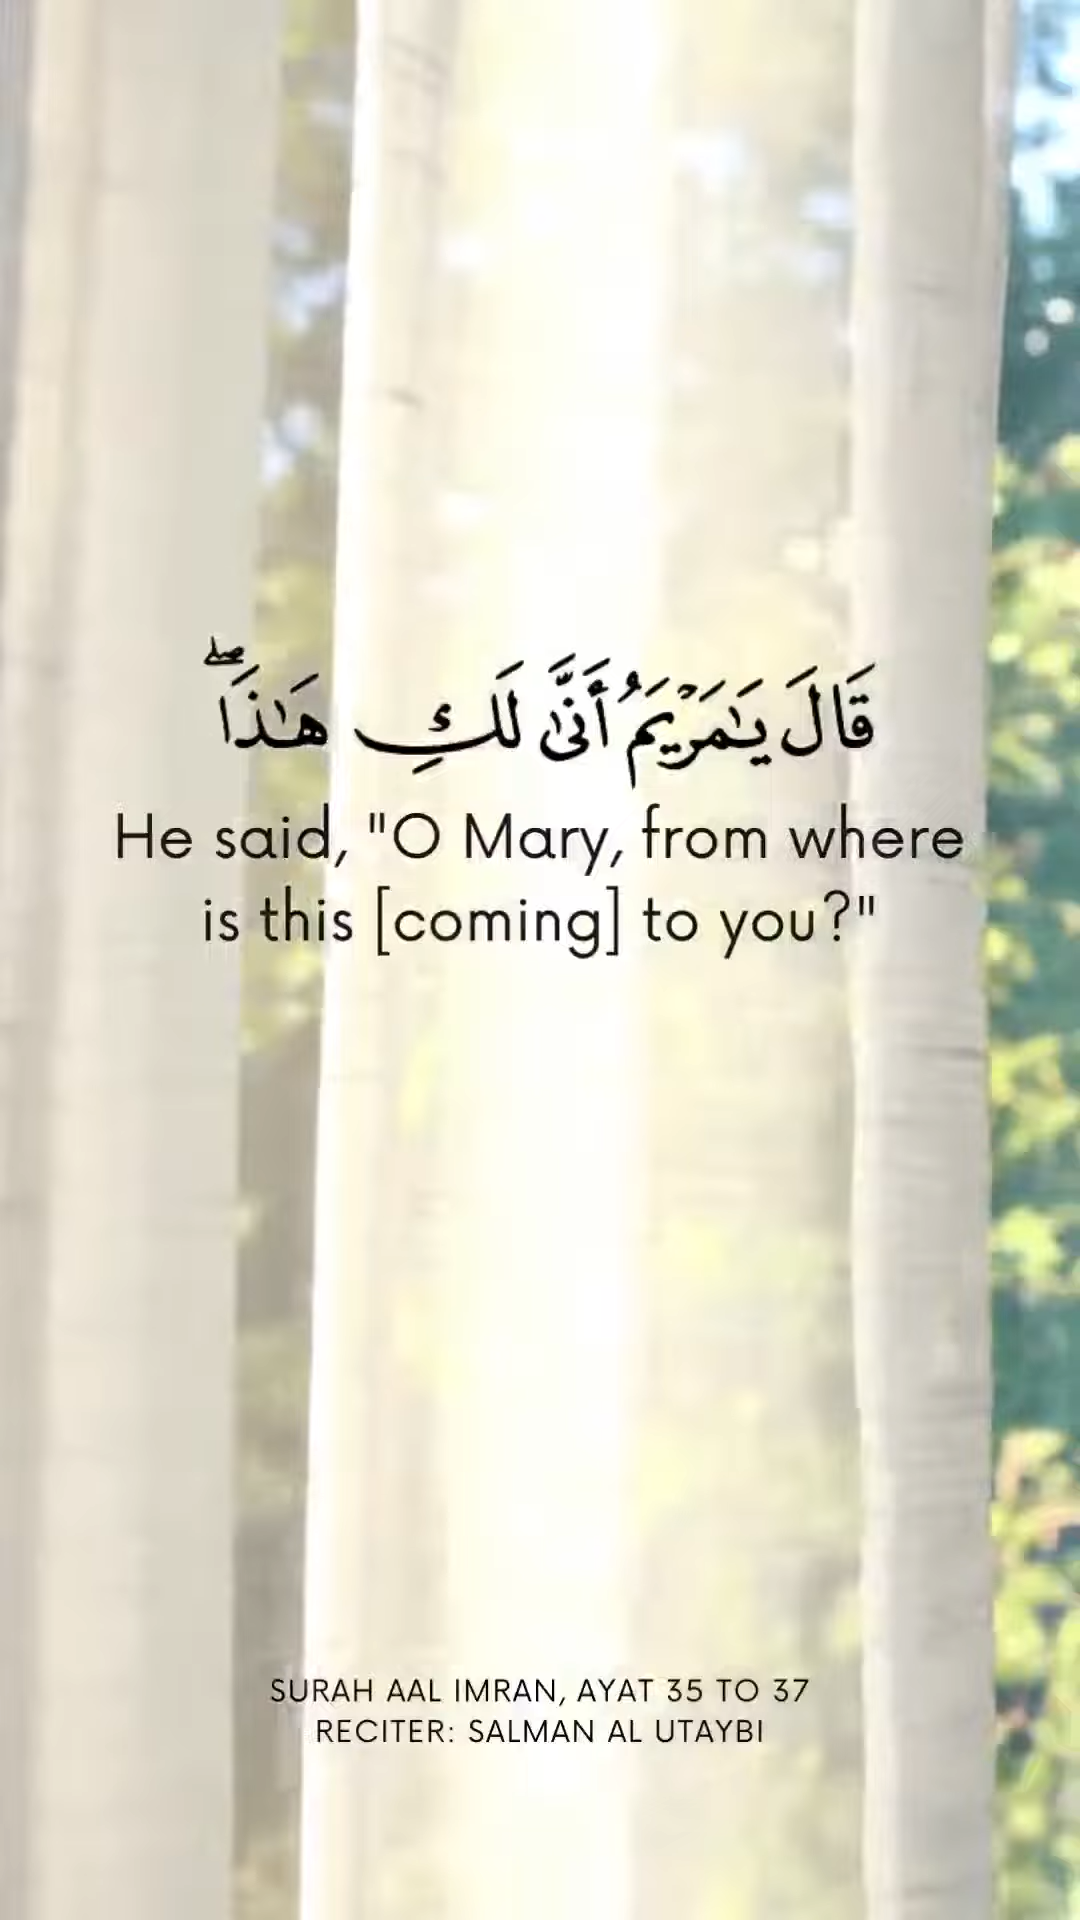 قَالَ يَـٰمَرْيَمُ أَنَّىٰ لَكِ هَـٰذَا ۖ
He said, "O Mary, from where
is this [coming] to you?"
SURAH AAL IMRAN, AYAT 35 TO 37
RECITER: SALMAN AL UTAYBI